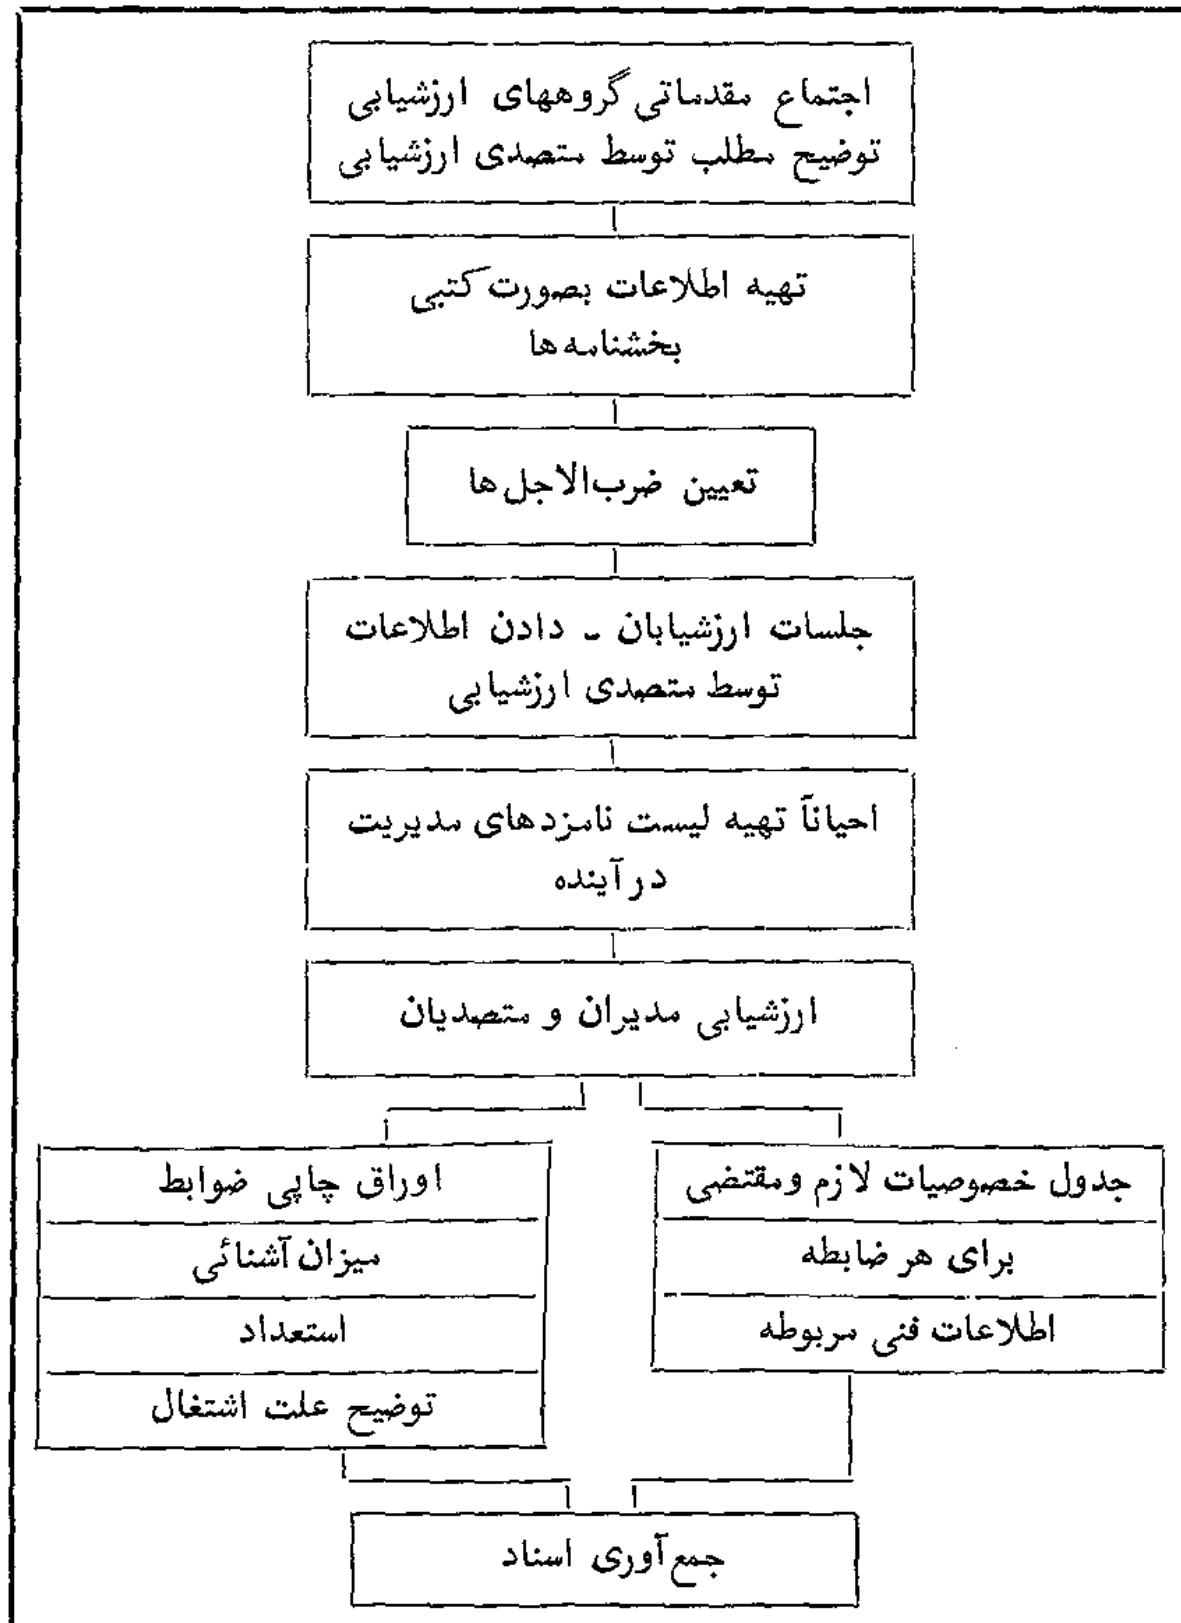 اجتماع مقدماتی گروههای ارزشیابی
توضیح مطلب توسط متصدی ارزشیابی
تهیه اطلاعات بصورت کتبی
بخشنامه ها
تعیین ضرب‌الاجل ها
جلسات ارزشیابان - دادن اطلاعات
توسط متصدی ارزشیابی
احیاناً تهیه لیست نامزدهای مدیریت
در آینده
ارزشیابی مدیران و متصدیان
جدول خصوصیات لازم ومقتضی
برای هر ضابطه
اطلاعات فنی مربوطه
اوراق چاپی ضوابط
میزان آشنائی
استعداد
توضیح علت اشتغال
جمع‌آوری اسناد